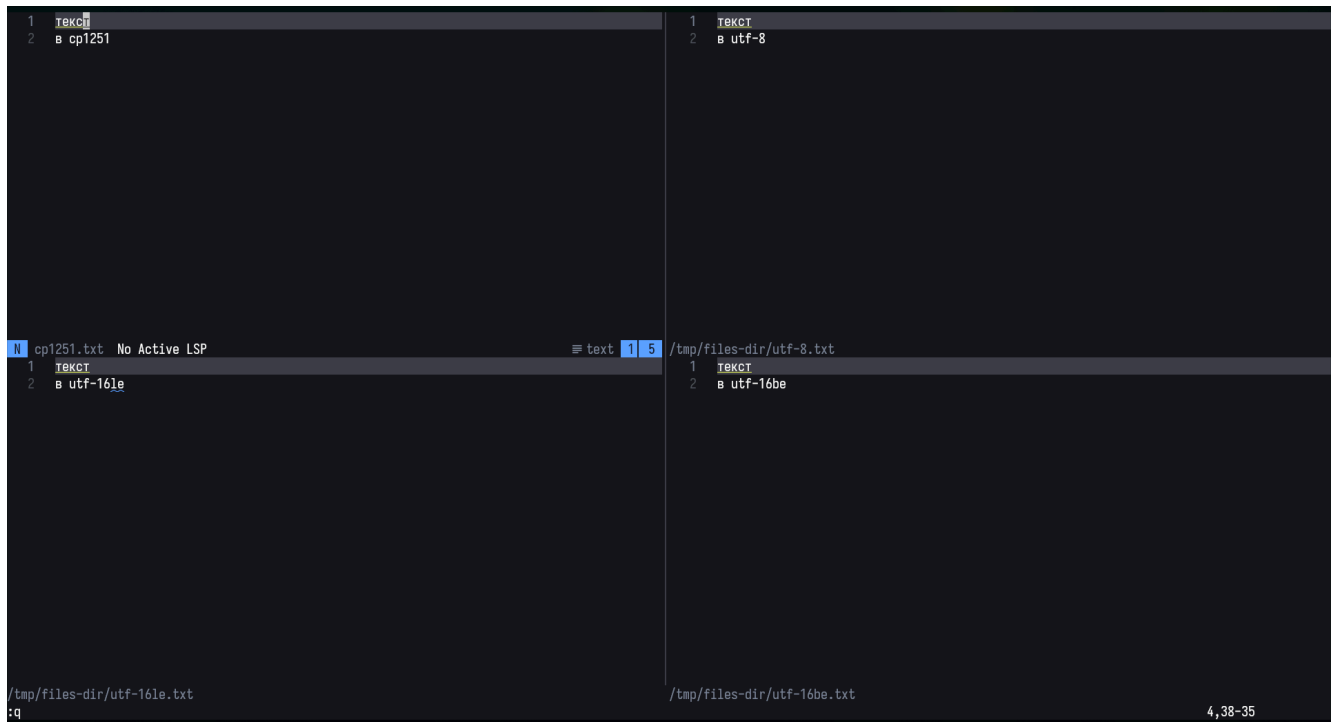 1 текст
2 в cp1251
N cp1251.txt No Active LSP text 1 5
1 текст
2 в utf-8
/tmp/files-dir/utf-8.txt
1 текст
2 в utf-16le
/tmp/files-dir/utf-16le.txt
1 текст
2 в utf-16be
/tmp/files-dir/utf-16be.txt
:q 4,38-35